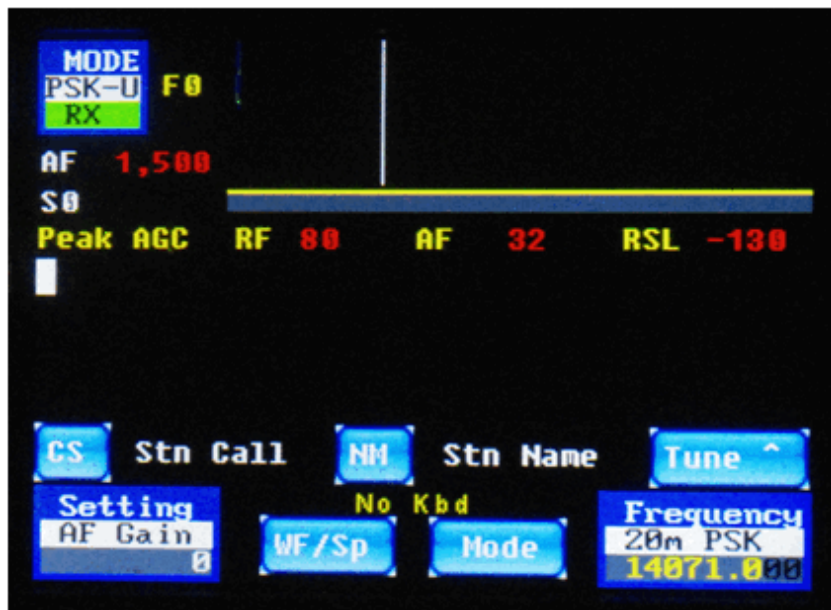 MODE
PSK-U F0
RX
AF 1,500
S0
Peak AGC RF 80 AF 32 RSL -130
CS Stn Call NM Stn Name Tune ^
Setting No Kbd Frequency
AF Gain WF/Sp Mode 20m PSK
0 14071.000